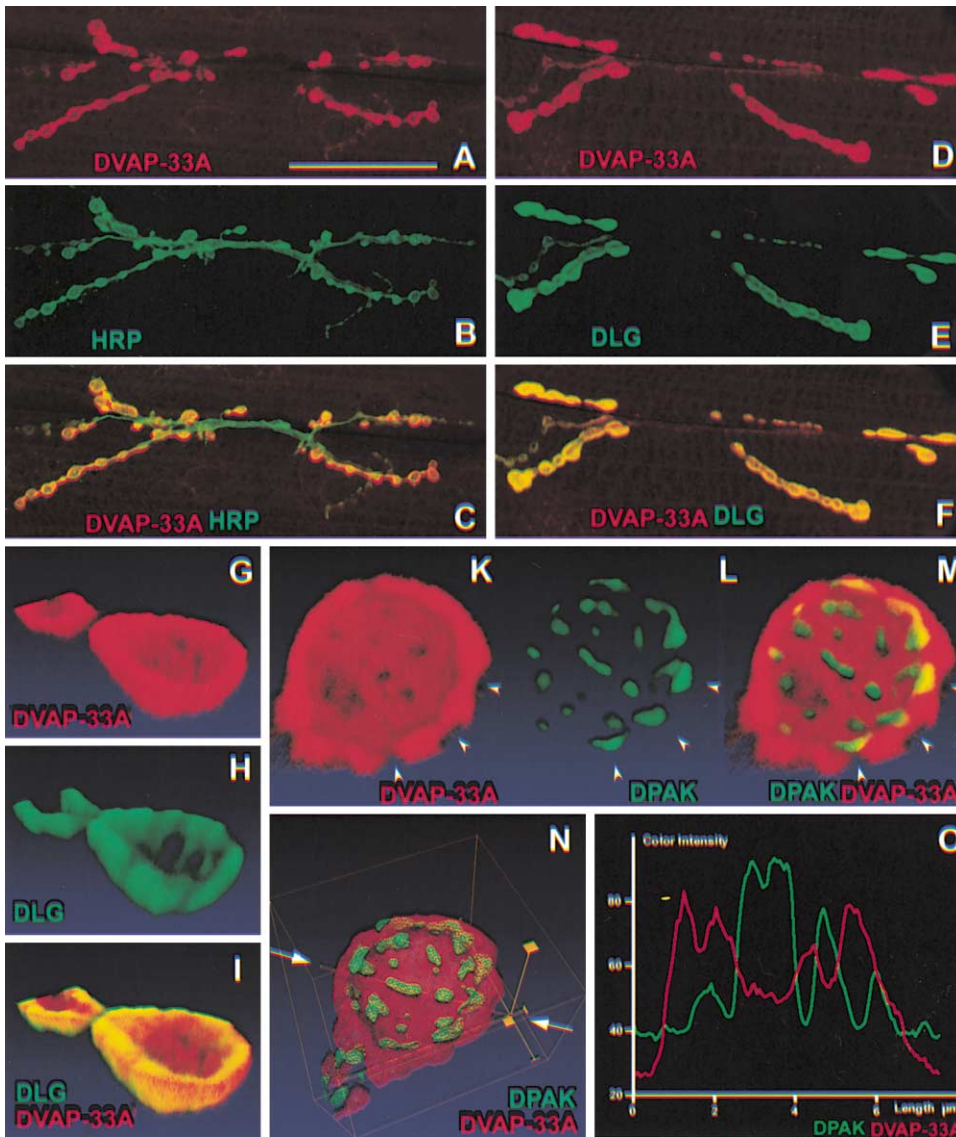 A
DVAP-33A
D
DVAP-33A
B
HRP
E
DLG
C
DVAP-33A HRP
F
DVAP-33A DLG
G
DVAP-33A
K
DVAP-33A
L
DPAK
M
DPAK DVAP-33A
H
DLG
I
DLG
DVAP-33A
N
DPAK
DVAP-33A
O
Color Intensity
80
60
40
20
0 2 4 6 Length µm
DPAK DVAP-33A